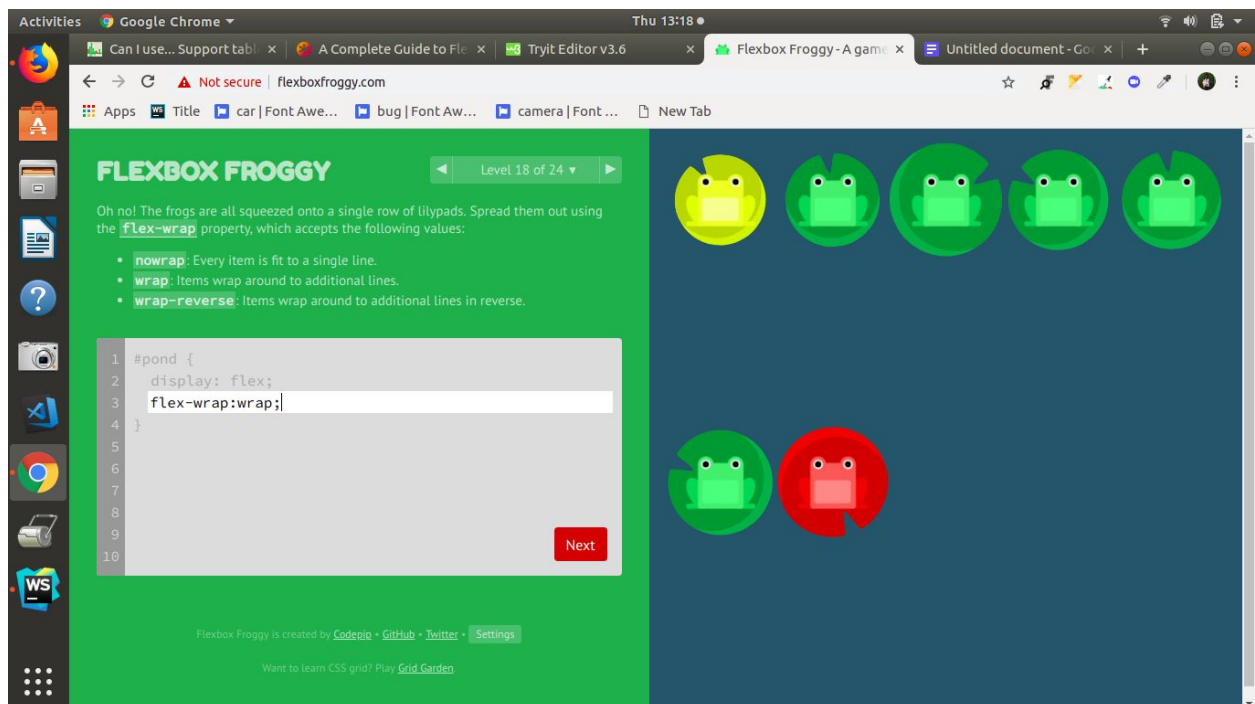 Activities Google Chrome ▾ Thu 13:18 ●
Can I use... Support tabl × A Complete Guide to Fle × Tryit Editor v3.6 × Flexbox Froggy - A game × Untitled document - Goo × +
Not secure | flexboxfroggy.com
Apps Title car | Font Awe... bug | Font Aw... camera | Font ... New Tab
FLEXBOX FROGGY
◀ Level 18 of 24 ▾ ▶
Oh no! The frogs are all squeezed onto a single row of lilypads. Spread them out using
the flex-wrap property, which accepts the following values:
• nowrap: Every item is fit to a single line.
• wrap: Items wrap around to additional lines.
• wrap-reverse: Items wrap around to additional lines in reverse.
1 #pond {
2 display: flex;
3 flex-wrap:wrap;
4 }
5
6
7
8
9
10
Next
WS
Flexbox Froggy is created by Codepip • GitHub • Twitter • Settings
Want to learn CSS grid? Play Grid Garden.